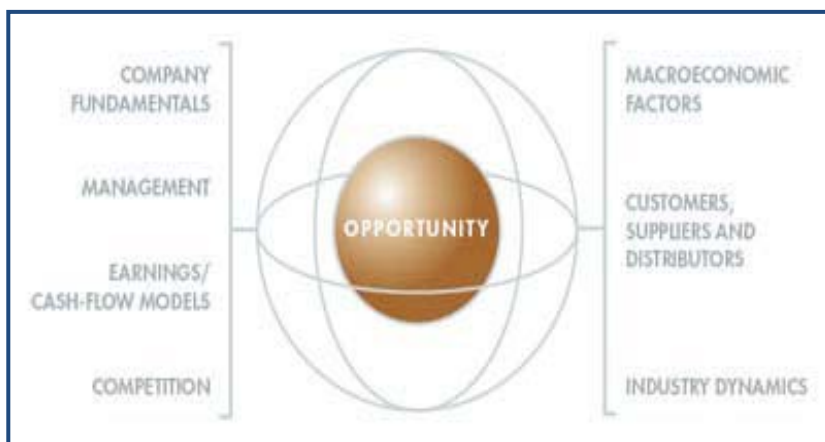 COMPANY
FUNDAMENTALS
MANAGEMENT
EARNINGS/
CASH-FLOW MODELS
COMPETITION
OPPORTUNITY
MACROECONOMIC
FACTORS
CUSTOMERS,
SUPPLIERS AND
DISTRIBUTORS
INDUSTRY DYNAMICS